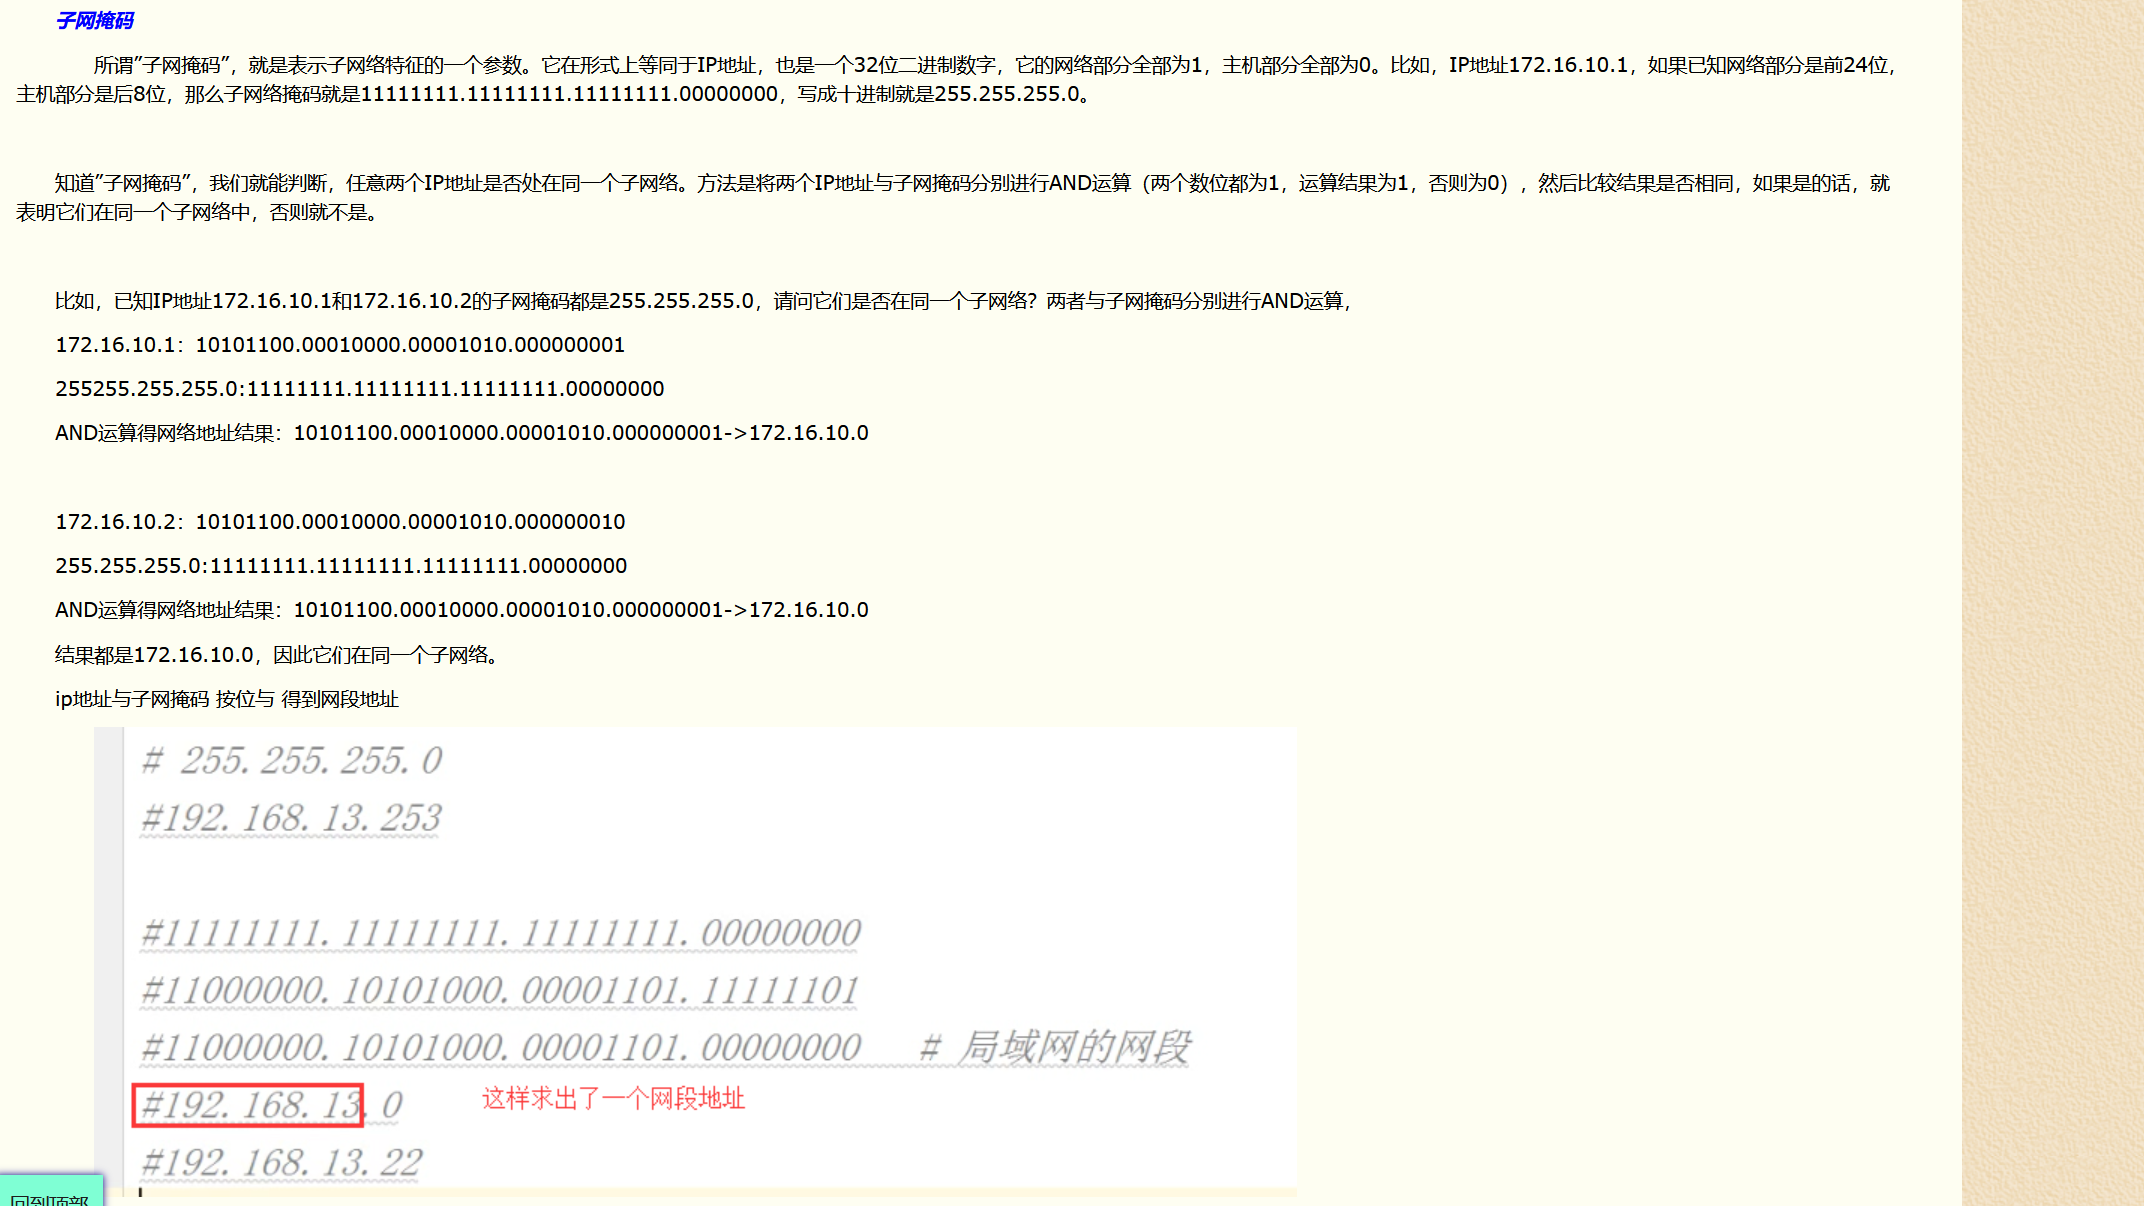 子网掩码
所谓”子网掩码”，就是表示子网络特征的一个参数。它在形式上等同于IP地址，也是一个32位二进制数字，它的网络部分全部为1，主机部分全部为0。比如，IP地址172.16.10.1，如果已知网络部分是前24位，
主机部分是后8位，那么子网络掩码就是11111111.11111111.11111111.00000000，写成十进制就是255.255.255.0。
知道”子网掩码”，我们就能判断，任意两个IP地址是否处在同一个子网络。方法是将两个IP地址与子网掩码分别进行AND运算（两个数位都为1，运算结果为1，否则为0），然后比较结果是否相同，如果是的话，就
表明它们在同一个子网络中，否则就不是。
比如，已知IP地址172.16.10.1和172.16.10.2的子网掩码都是255.255.255.0，请问它们是否在同一个子网络？两者与子网掩码分别进行AND运算，
172.16.10.1：10101100.00010000.00001010.000000001
255255.255.255.0:11111111.11111111.11111111.00000000
AND运算得网络地址结果：10101100.00010000.00001010.000000001->172.16.10.0
172.16.10.2：10101100.00010000.00001010.000000010
255.255.255.0:11111111.11111111.11111111.00000000
AND运算得网络地址结果：10101100.00010000.00001010.000000001->172.16.10.0
结果都是172.16.10.0，因此它们在同一个子网络。
ip地址与子网掩码 按位与 得到网段地址
# 255.255.255.0
#192.168.13.253
#11111111.11111111.11111111.00000000
#11000000.10101000.00001101.11111101
#11000000.10101000.00001101.00000000 # 局域网的网段
#192.168.13.0 这样求出了一个网段地址
#192.168.13.22
回到顶部